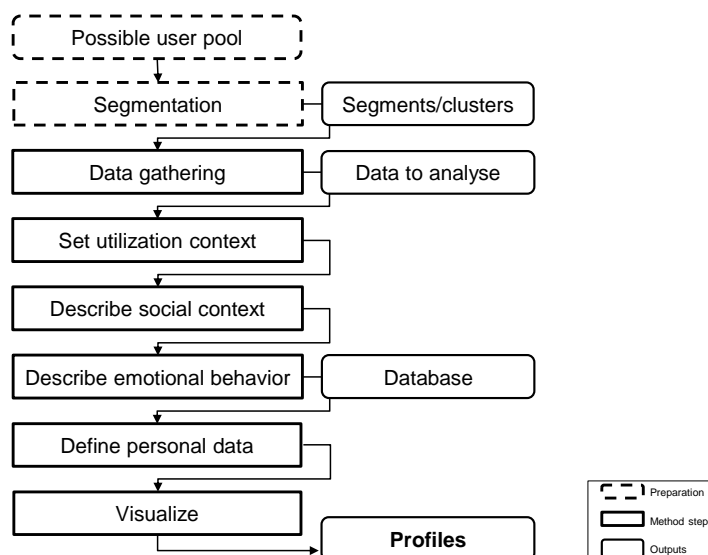 Possible user pool
Segmentation
Segments/clusters
Data gathering
Data to analyse
Set utilization context
Describe social context
Describe emotional behavior
Database
Define personal data
Visualize
Profiles
Preparation
Method step
Outputs